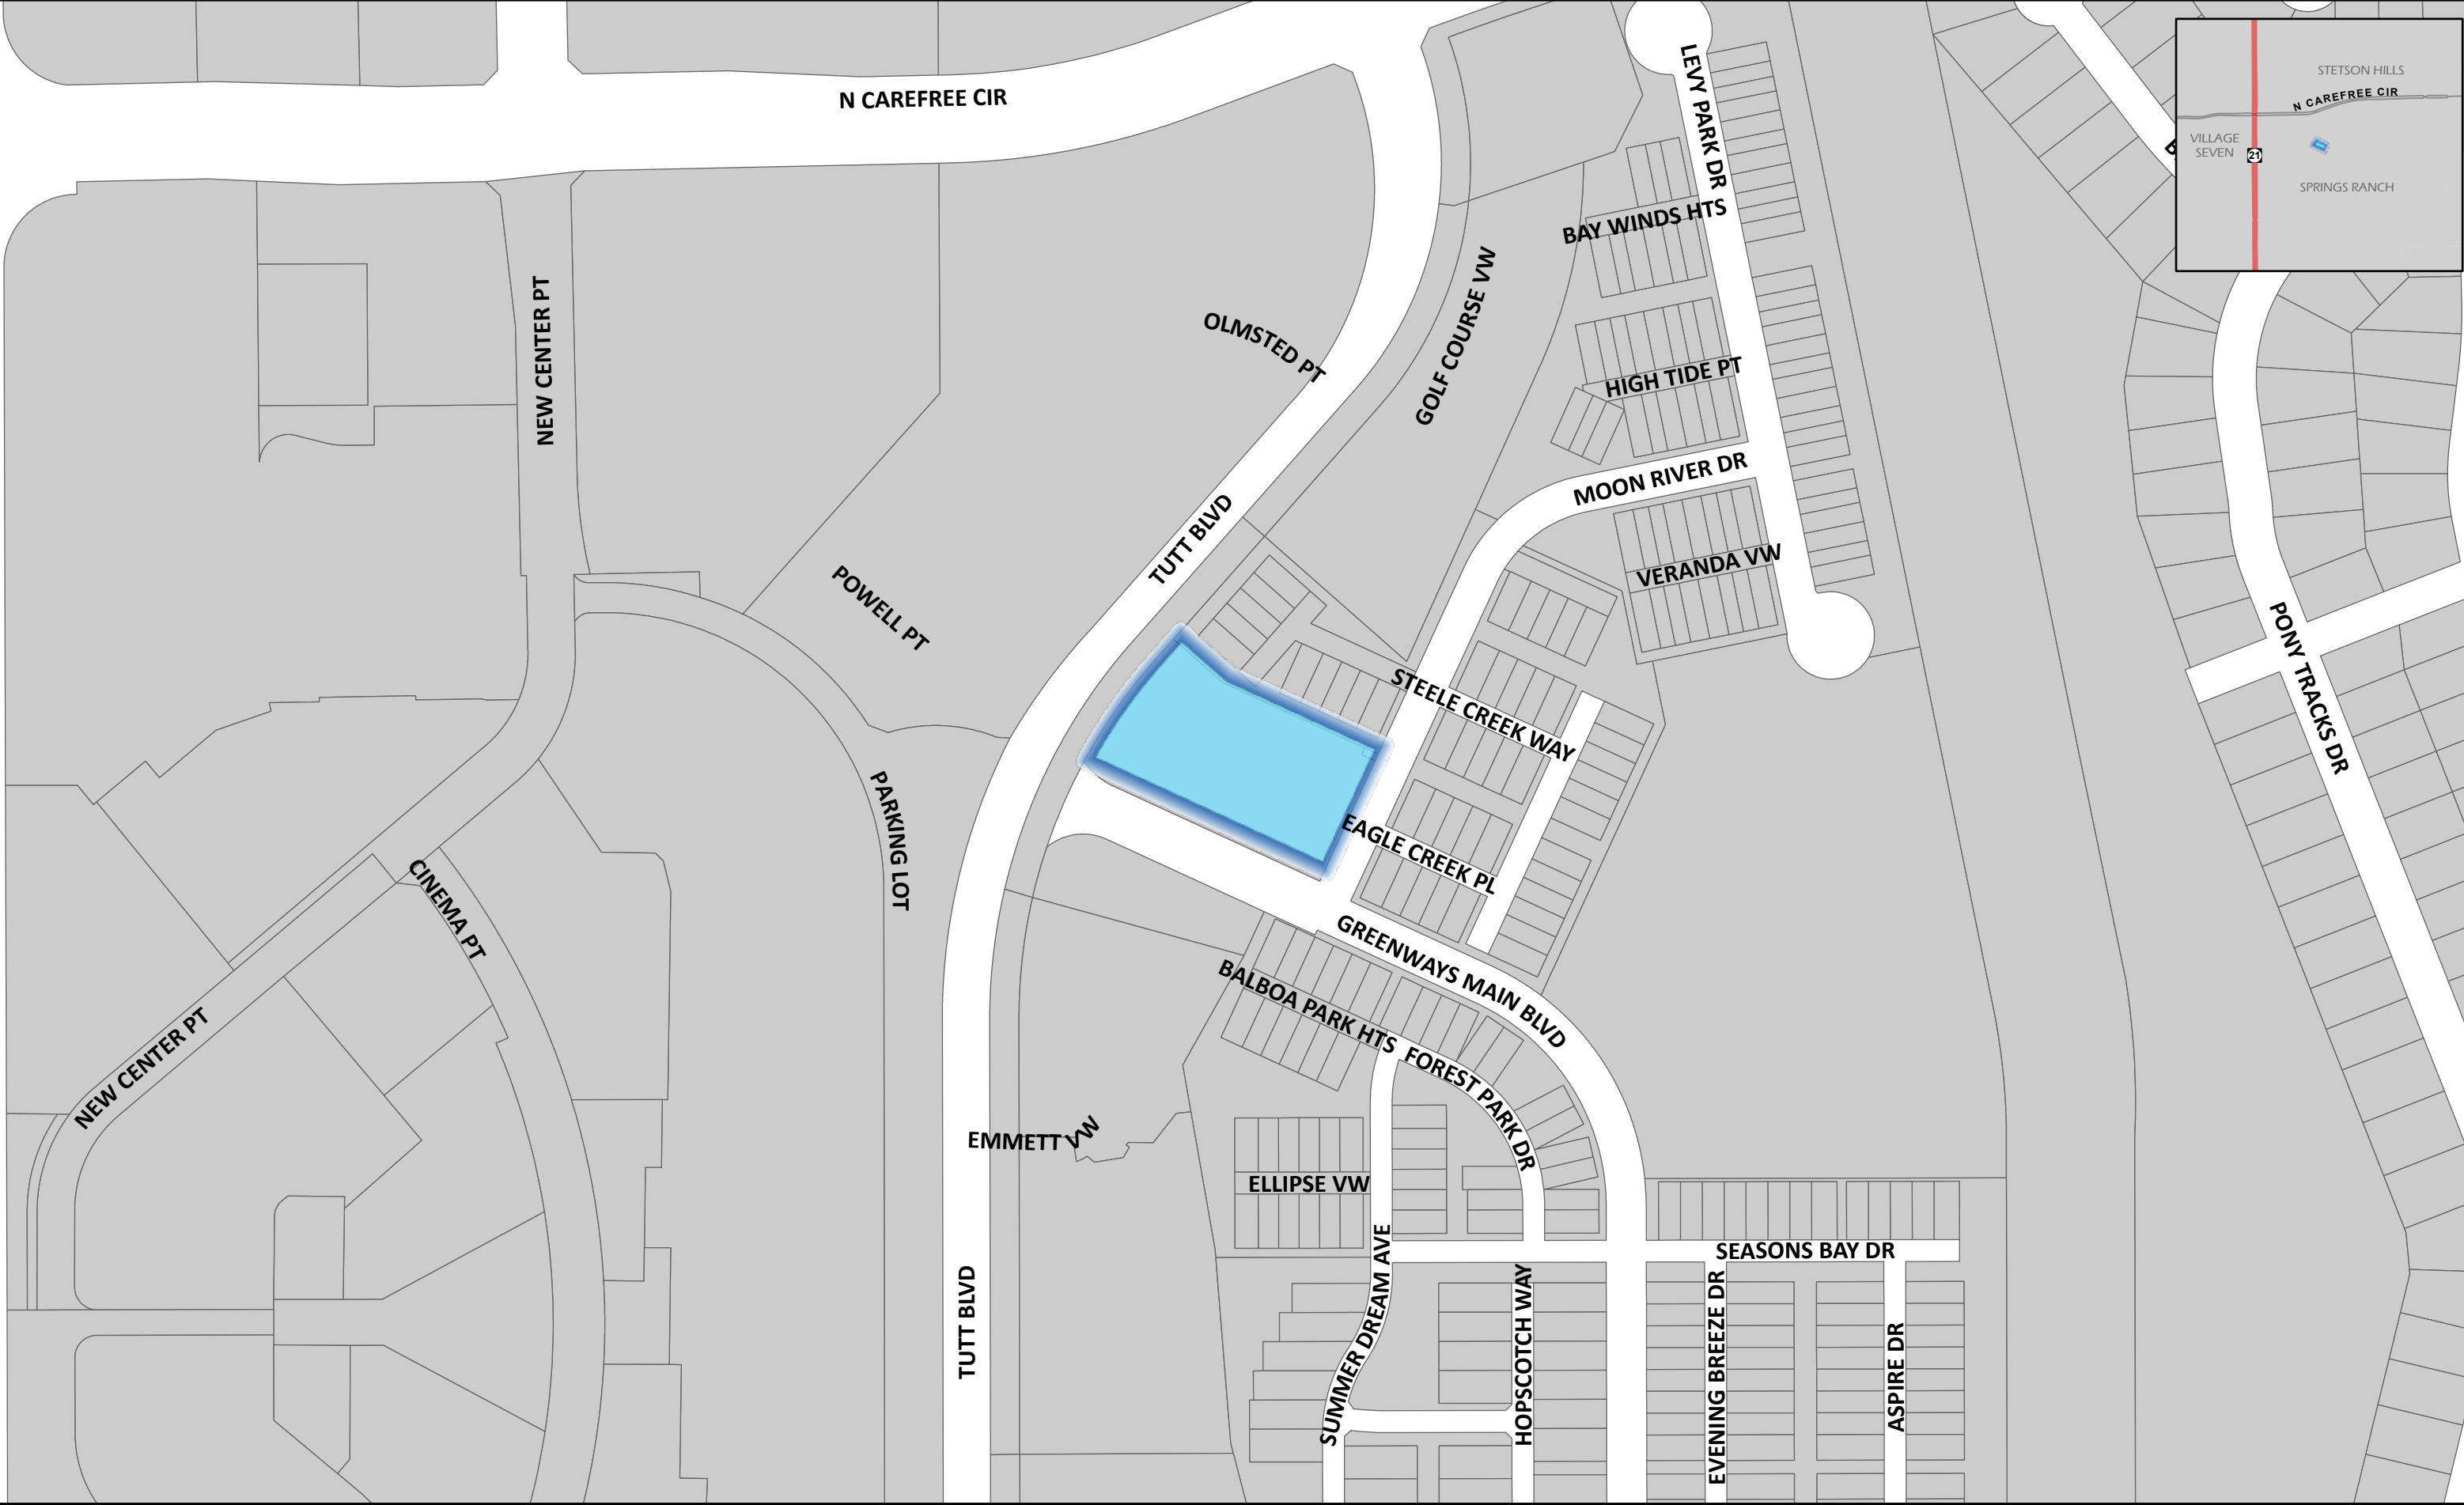 N CAREFREE CIR
LEVY PARK DR
STETSON HILLS
N CAREFREE CIR
VILLAGE
SEVEN
21
SPRINGS RANCH
BAY WINDS HTS
NEW CENTER PT
GOLF COURSE VW
OLMSTED PT
HIGH TIDE PT
MOON RIVER DR
TUTT BLVD
VERANDA VW
POWELL PT
PONY TRACKS DR
STEELE CREEK WAY
PARKING LOT
EAGLE CREEK PL
CINEMA PT
GREENWAYS MAIN BLVD
BALBOA PARK HTS
FOREST PARK DR
NEW CENTER PT
EMMETT VW
ELLIPSE VW
SEASONS BAY DR
SUMMER DREAM AVE
TUTT BLVD
HOPSCOTCH WAY
EVENING BREEZE DR
ASPIRE DR